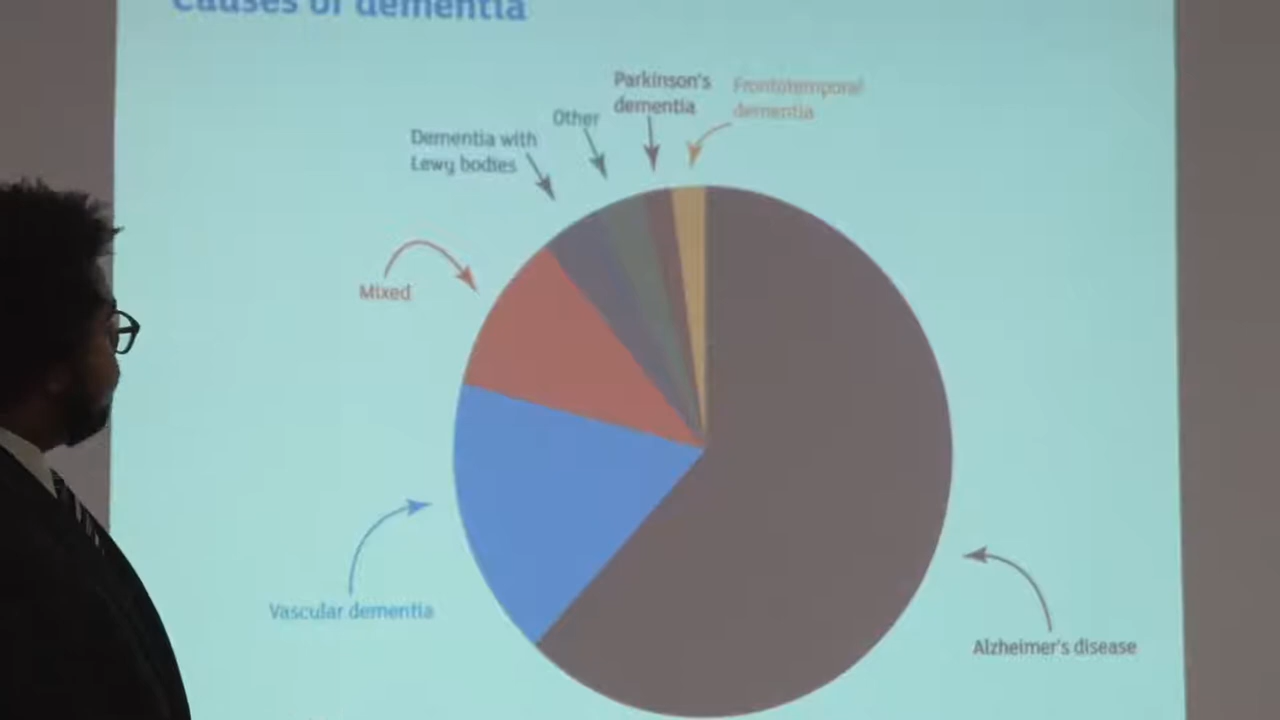 Causes of dementia
Parkinson's
dementia
Frontotemporal
dementia
Other
Dementia with
Lewy bodies
Mixed
Vascular dementia
Alzheimer's disease